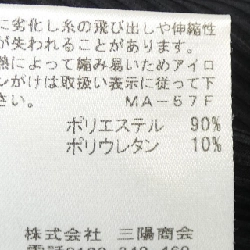 に劣化し糸の飛び出しや伸縮性
が失われることがあります。
熱によって縮み易いためアイロ
ンがけは取扱い表示に従って下
さい。 MA-57F
ポリエステル 90%
ポリウレタン 10%
株式会社 三陽商会